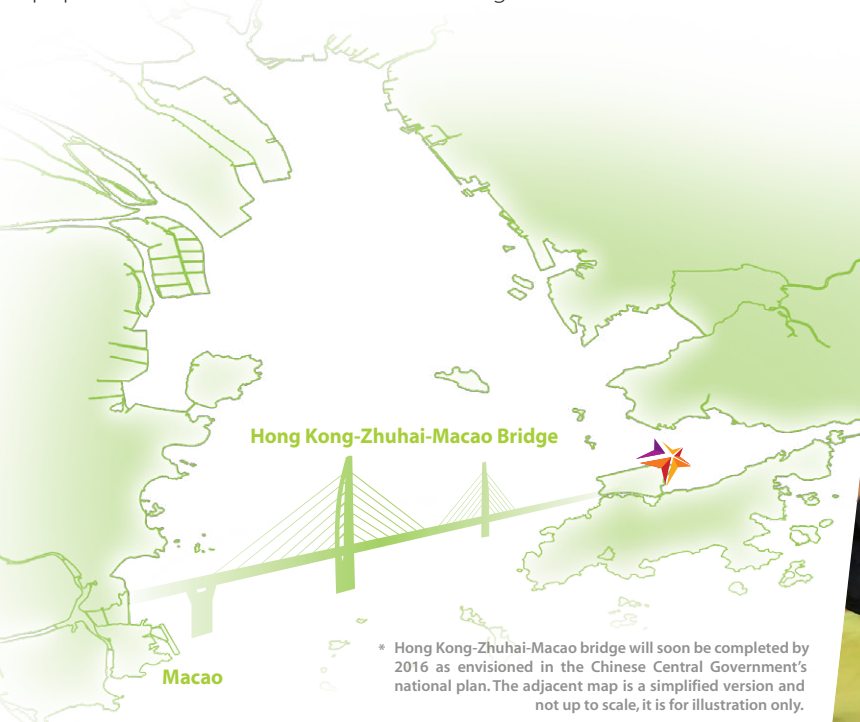 Hong Kong-Zhuhai-Macao Bridge
Macao
* Hong Kong-Zhuhai-Macao bridge will soon be completed by
2016 as envisioned in the Chinese Central Government’s
national plan. The adjacent map is a simplified version and
not up to scale, it is for illustration only.